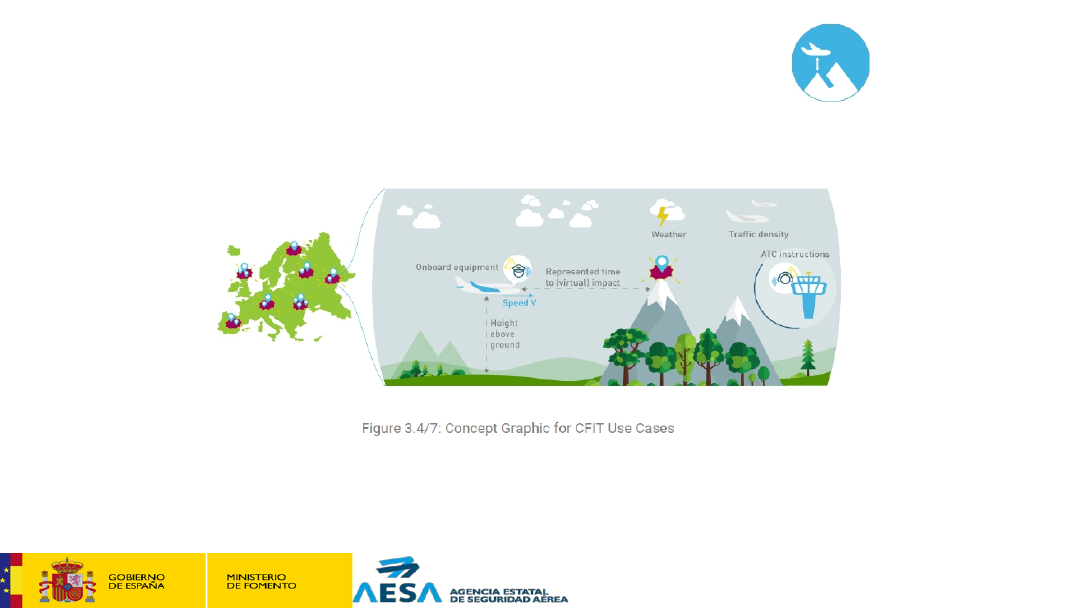 Weather
Traffic density
ATC instructions
Onboard equipment
Represented time
to (virtual) impact
Speed V
Height
above
ground
Figure 3.4/7: Concept Graphic for CFIT Use Cases
GOBIERNO
DE ESPAÑA
MINISTERIO
DE FOMENTO
AESA
AGENCIA ESTATAL
DE SEGURIDAD AÉREA